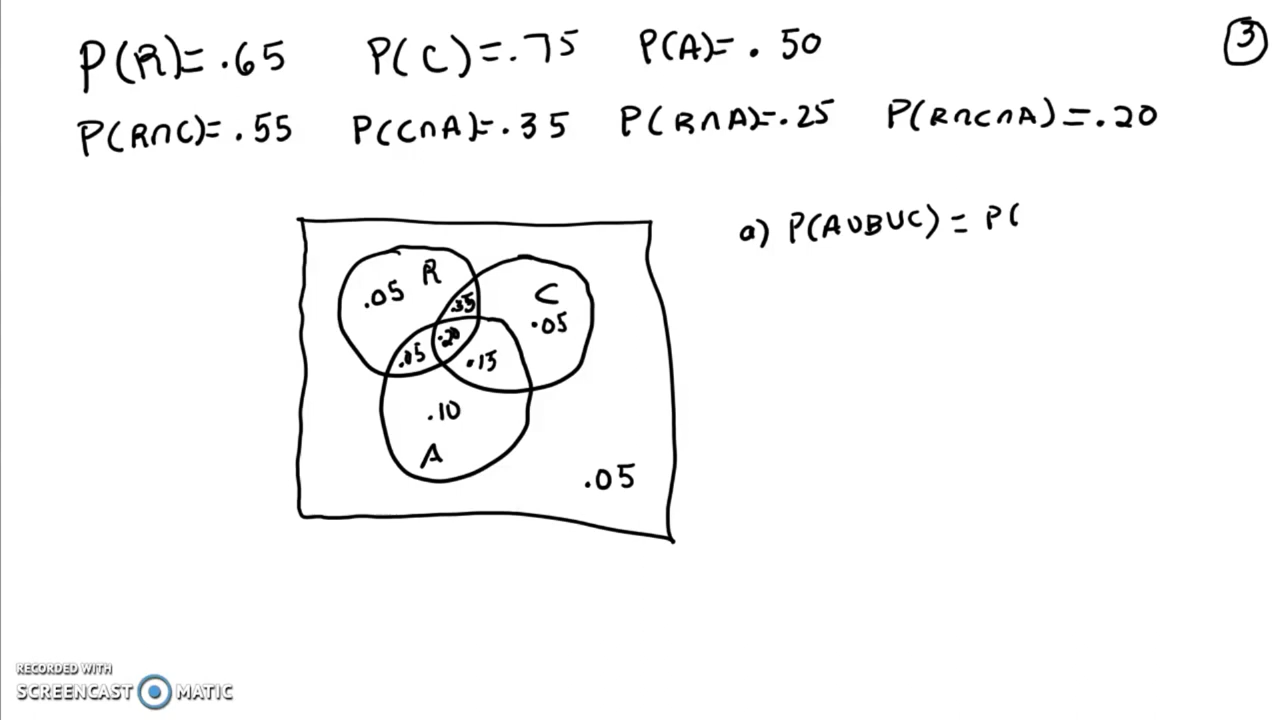 P(R)= .65 P(C)=.75 P(A)= .50 3
P(R∩C)= .55 P(C∩A)=.35 P(R∩A)=.25 P(R∩C∩A)=.20
a) P(AUBUC) = P(
R
.05
C
.35
.05
.20
.05
.15
.10
A
.05
RECORDED WITH
SCREENCAST MATIC